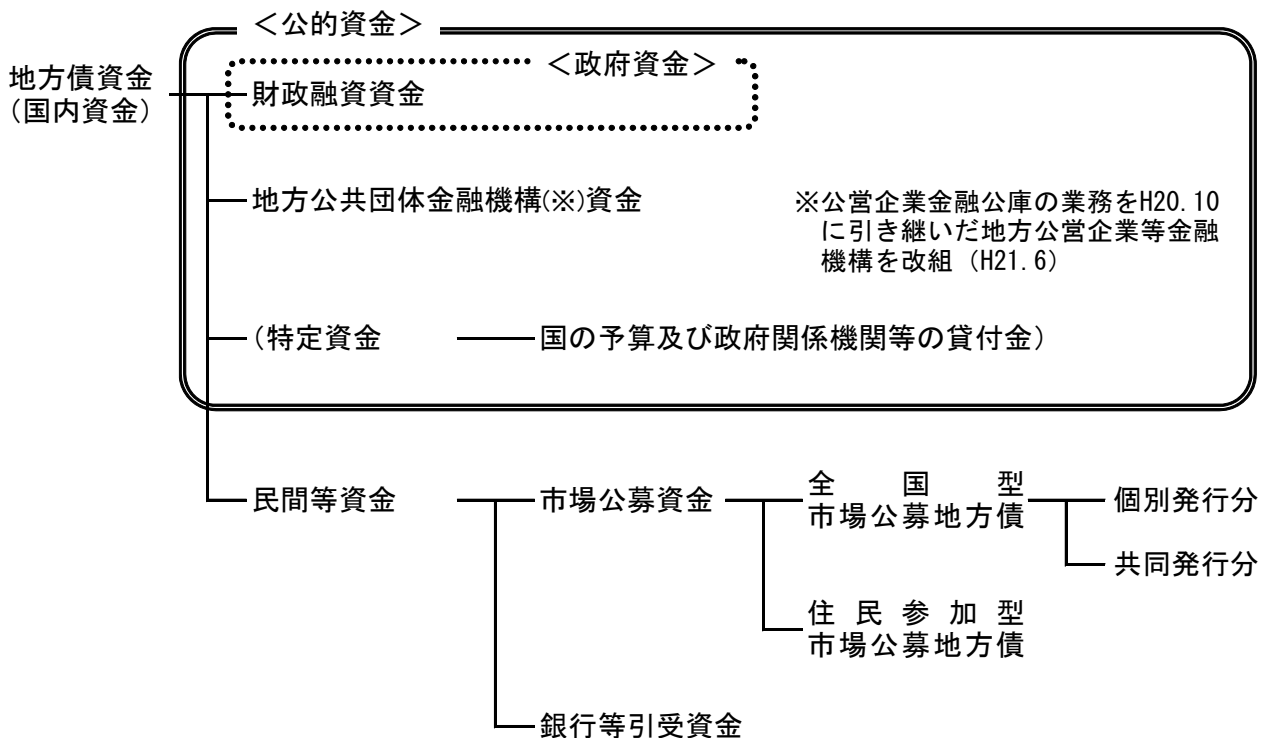 ＜公的資金＞
地方債資金
（国内資金）
＜政府資金＞
財政融資資金
地方公共団体金融機構(※)資金
※公営企業金融公庫の業務をH20.10
に引き継いだ地方公営企業等金融
機構を改組（H21.6）
（特定資金
国の予算及び政府関係機関等の貸付金）
民間等資金
市場公募資金
全国型
市場公募地方債
個別発行分
共同発行分
住民参加型
市場公募地方債
銀行等引受資金